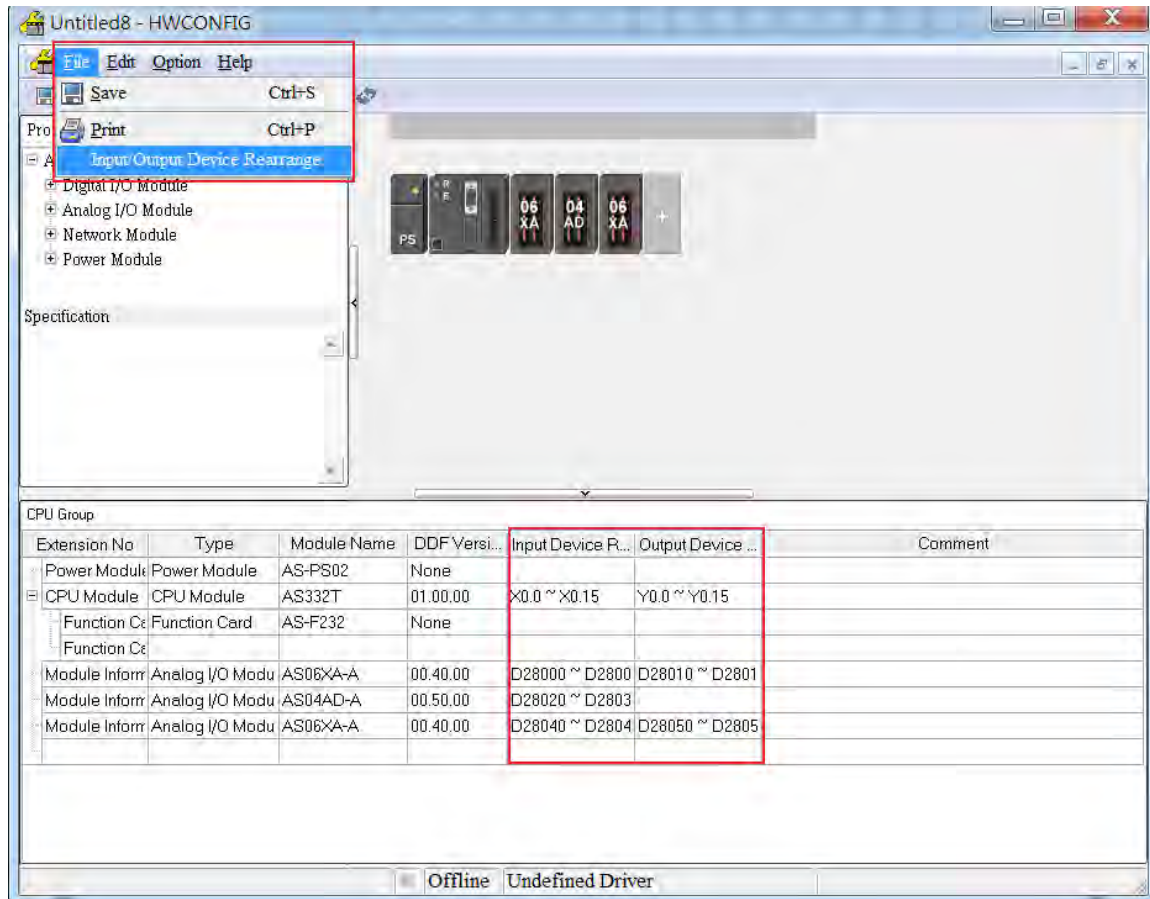 Untitled8 - HWCONFIG
File Edit Option Help
Save Ctrl+S
Print Ctrl+P
Input/Output Device Rearrange
Pro
A
Digital I/O Module
Analog I/O Module
Network Module
Power Module
Specification
PS
R
E
06 XA
04 AD
06 XA
+
CPU Group
Extension No Type Module Name DDF Versi... Input Device R... Output Device ... Comment
Power Module Power Module AS-PS02 None
CPU Module CPU Module AS332T 01.00.00 X0.0 ~ X0.15 Y0.0 ~ Y0.15
Function Ca Function Card AS-F232 None
Function Ca
Module Inform Analog I/O Modu AS06XA-A 00.40.00 D28000 ~ D2800 D28010 ~ D2801
Module Inform Analog I/O Modu AS04AD-A 00.50.00 D28020 ~ D2803
Module Inform Analog I/O Modu AS06XA-A 00.40.00 D28040 ~ D2804 D28050 ~ D2805
Offline Undefined Driver